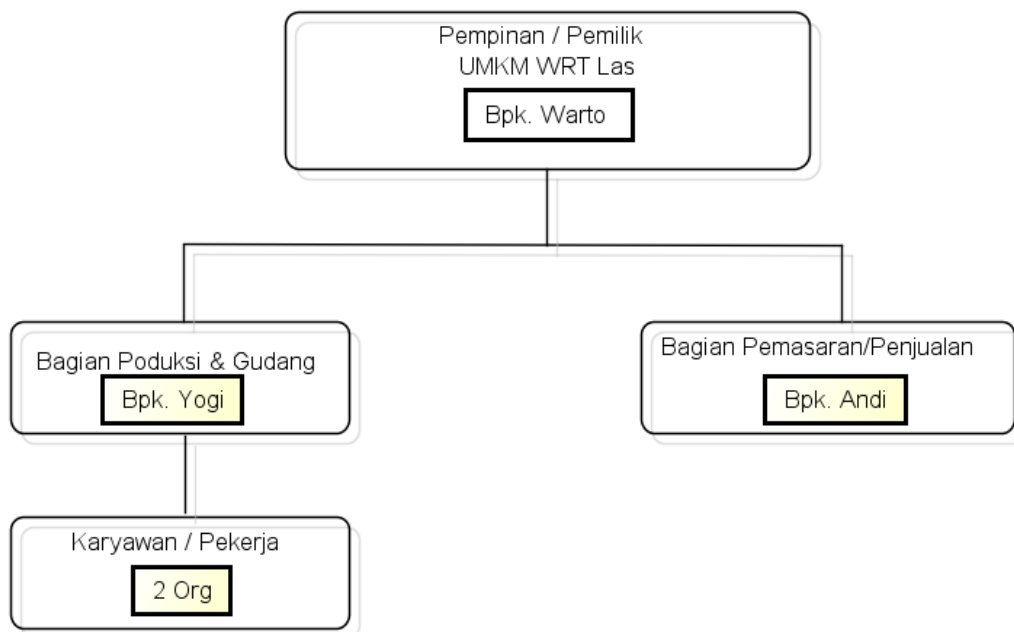 Pempinan / Pemilik
UMKM WRT Las
Bpk. Warto
Bagian Poduksi & Gudang
Bpk. Yogi
Bagian Pemasaran/Penjualan
Bpk. Andi
Karyawan / Pekerja
2 Org